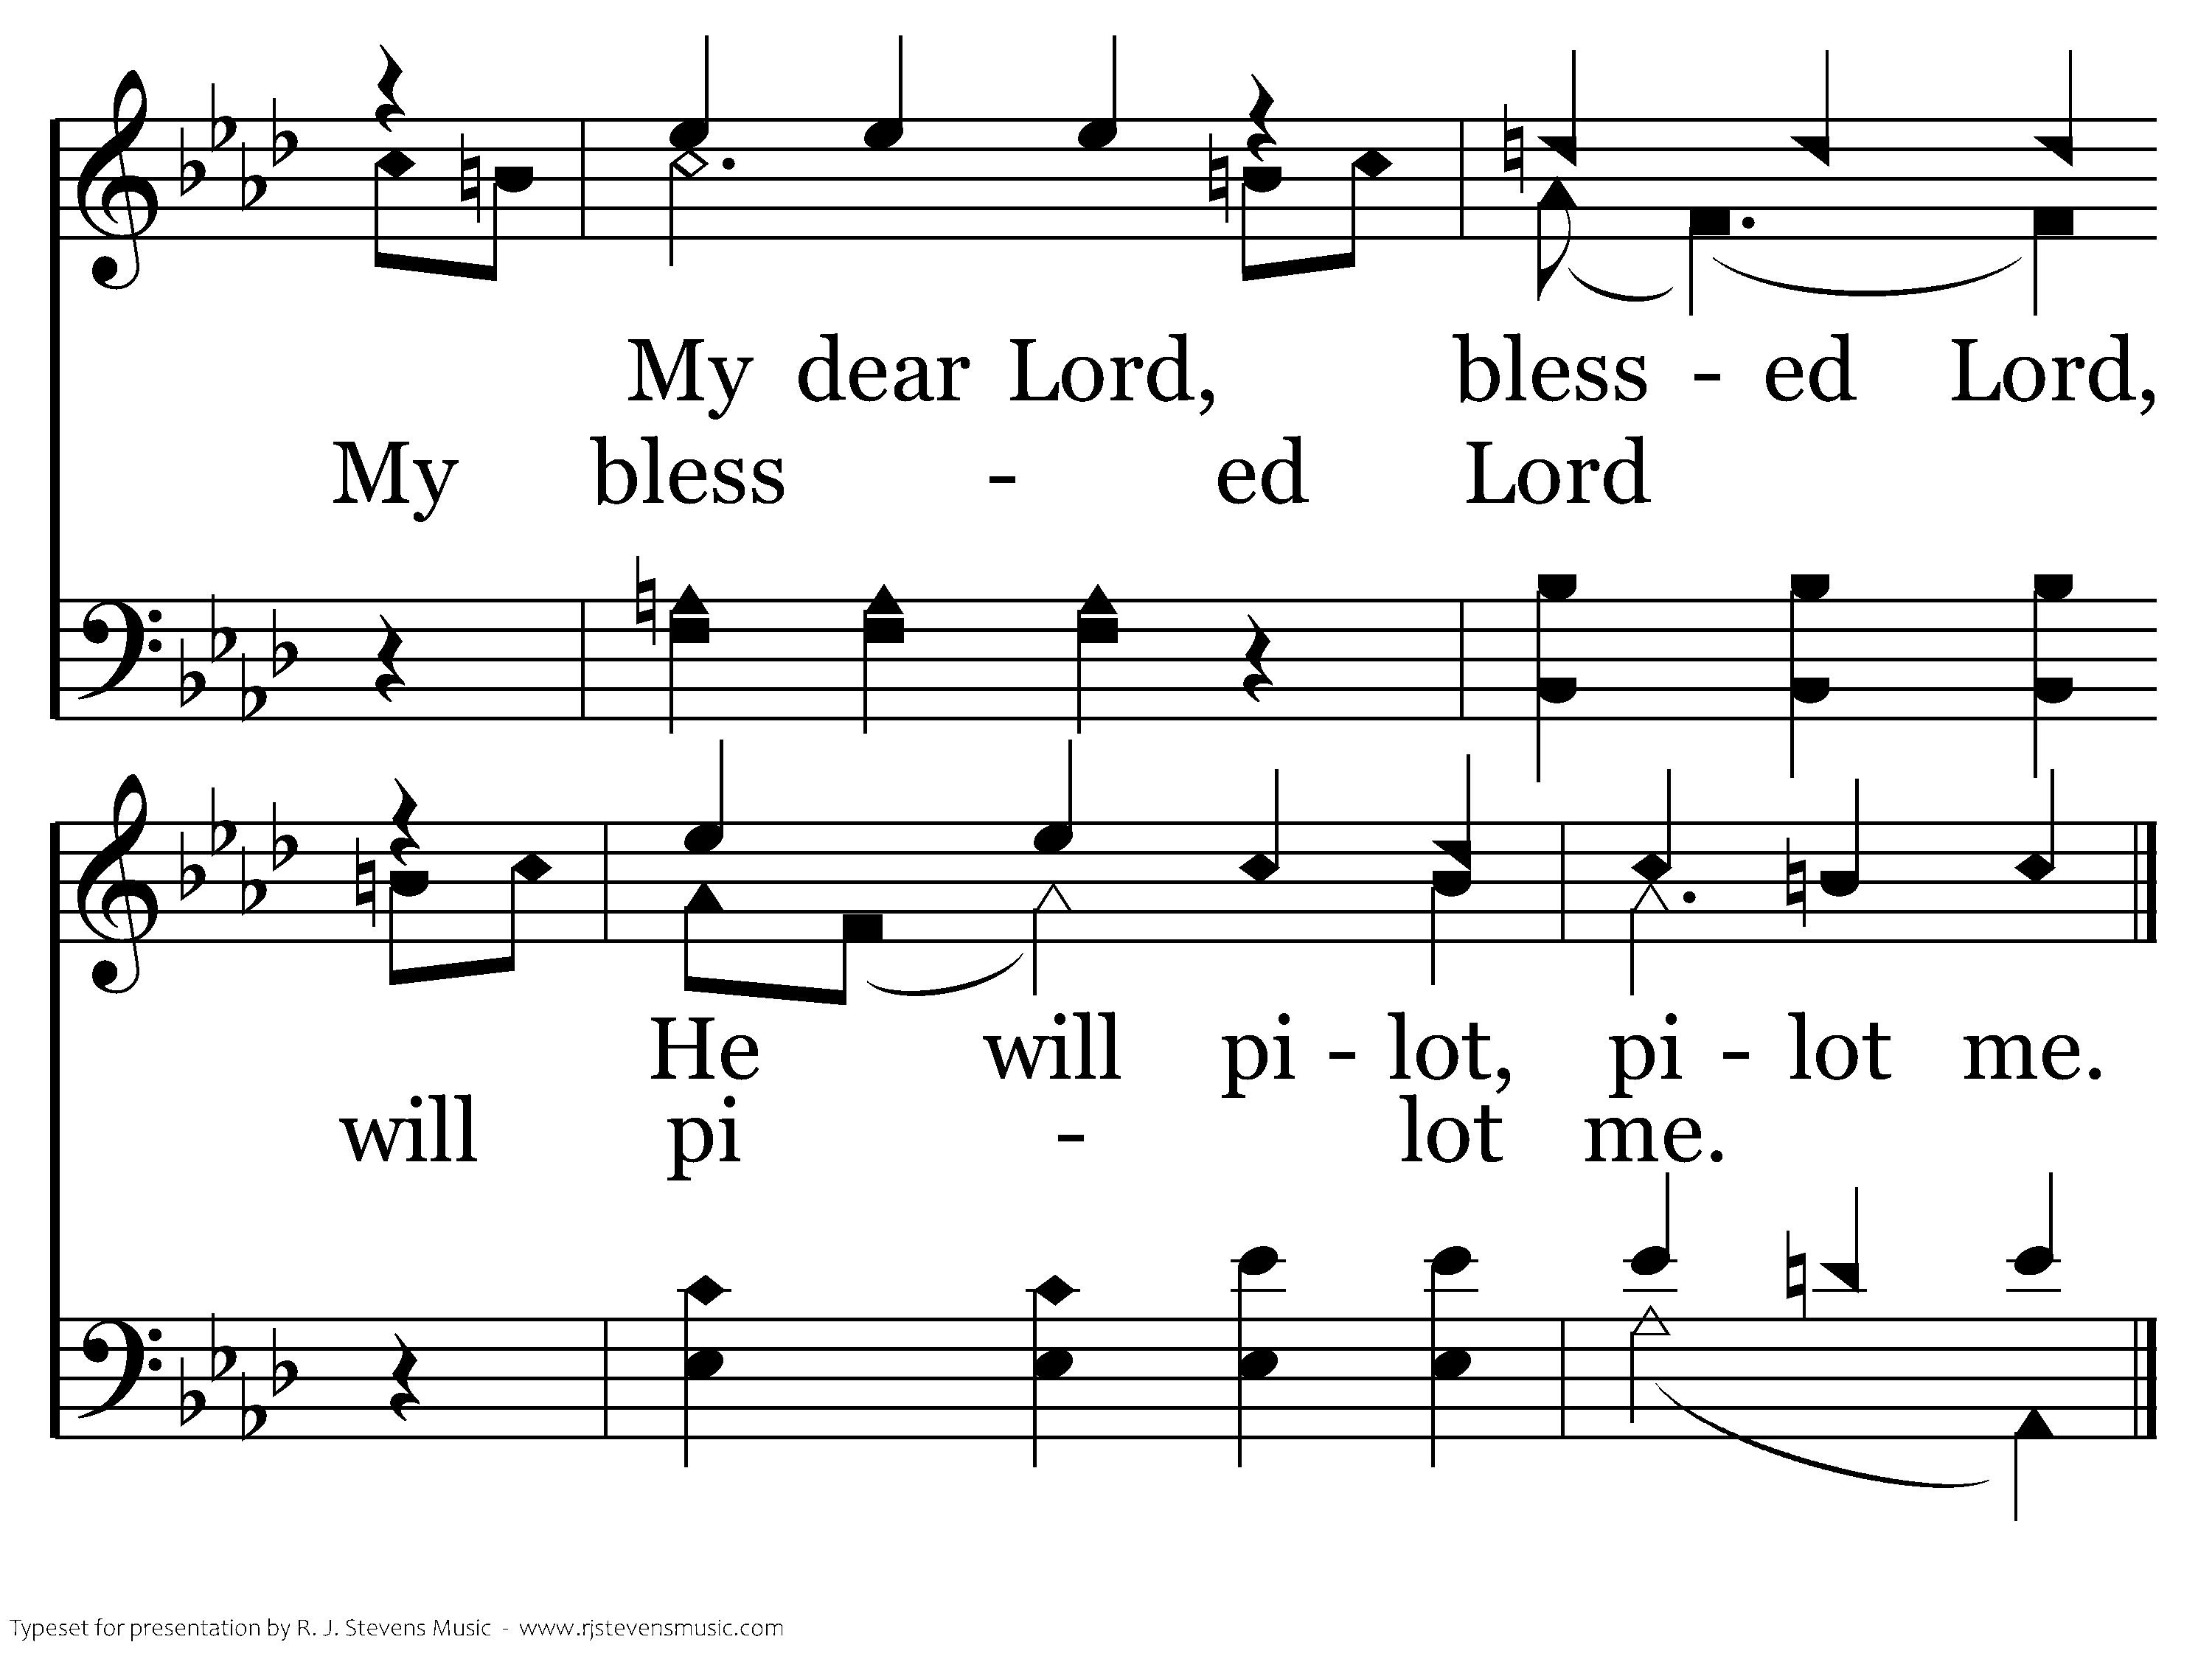 My dear Lord, bless - ed Lord,
My bless - ed Lord
He will pi - lot, pi - lot me.
will pi - lot me.
Typeset for presentation by R. J. Stevens Music - www.rjstevensmusic.com